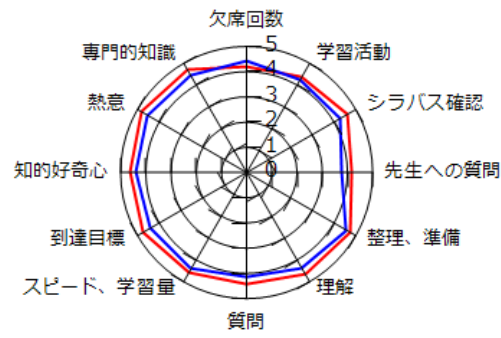 欠席回数
専門的知識
学習活動
熱意
シラバス確認
知的好奇心
先生への質問
到達目標
整理、準備
スピード、学習量
理解
質問
5
4
3
2
1
0